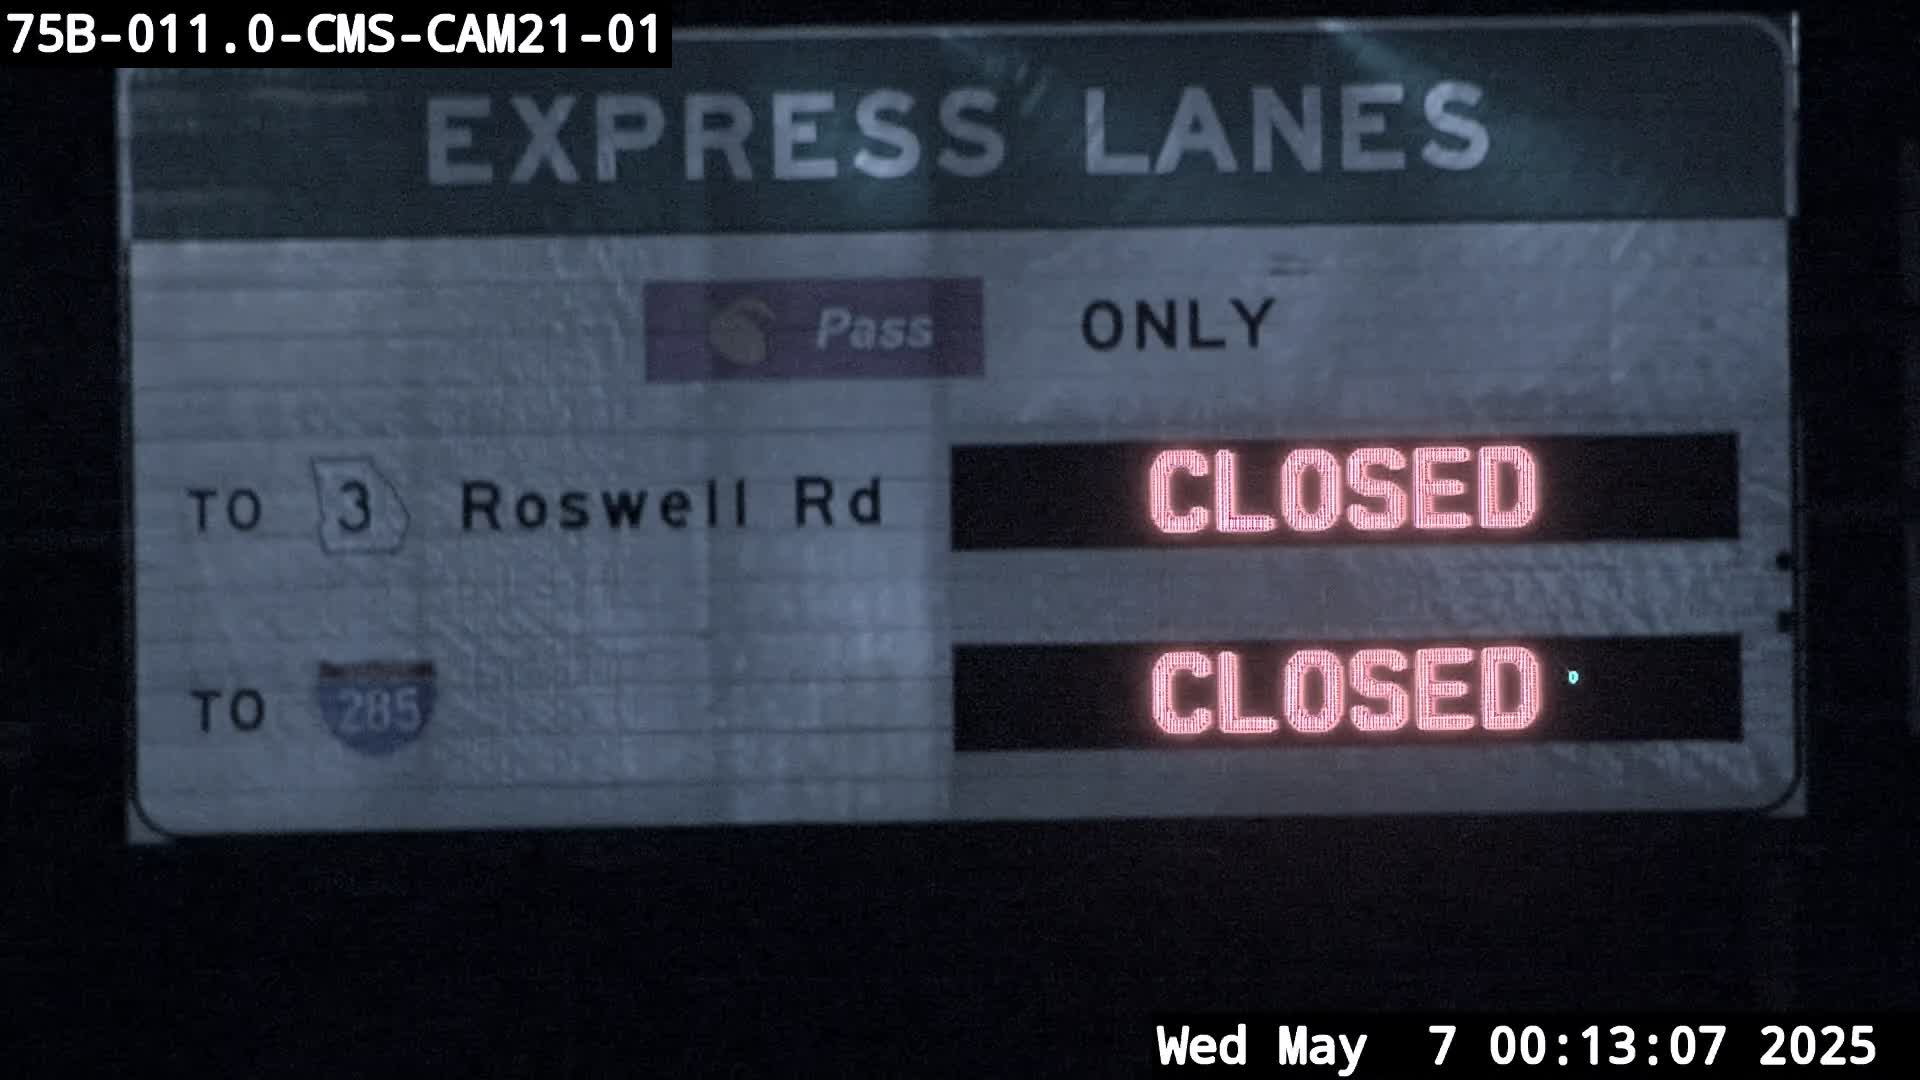 75B-011.0-CMS-CAM21-01
EXPRESS LANES
Pass ONLY
TO 3 Roswell Rd CLOSED
TO 285 CLOSED
Wed May 7 00:13:07 2025